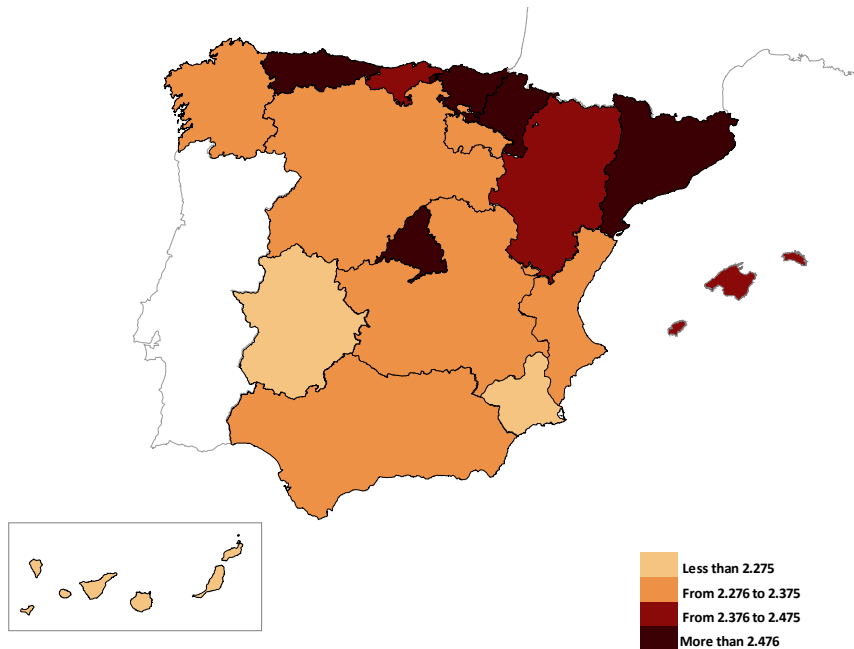 Less than 2.275
From 2.276 to 2.375
From 2.376 to 2.475
More than 2.476